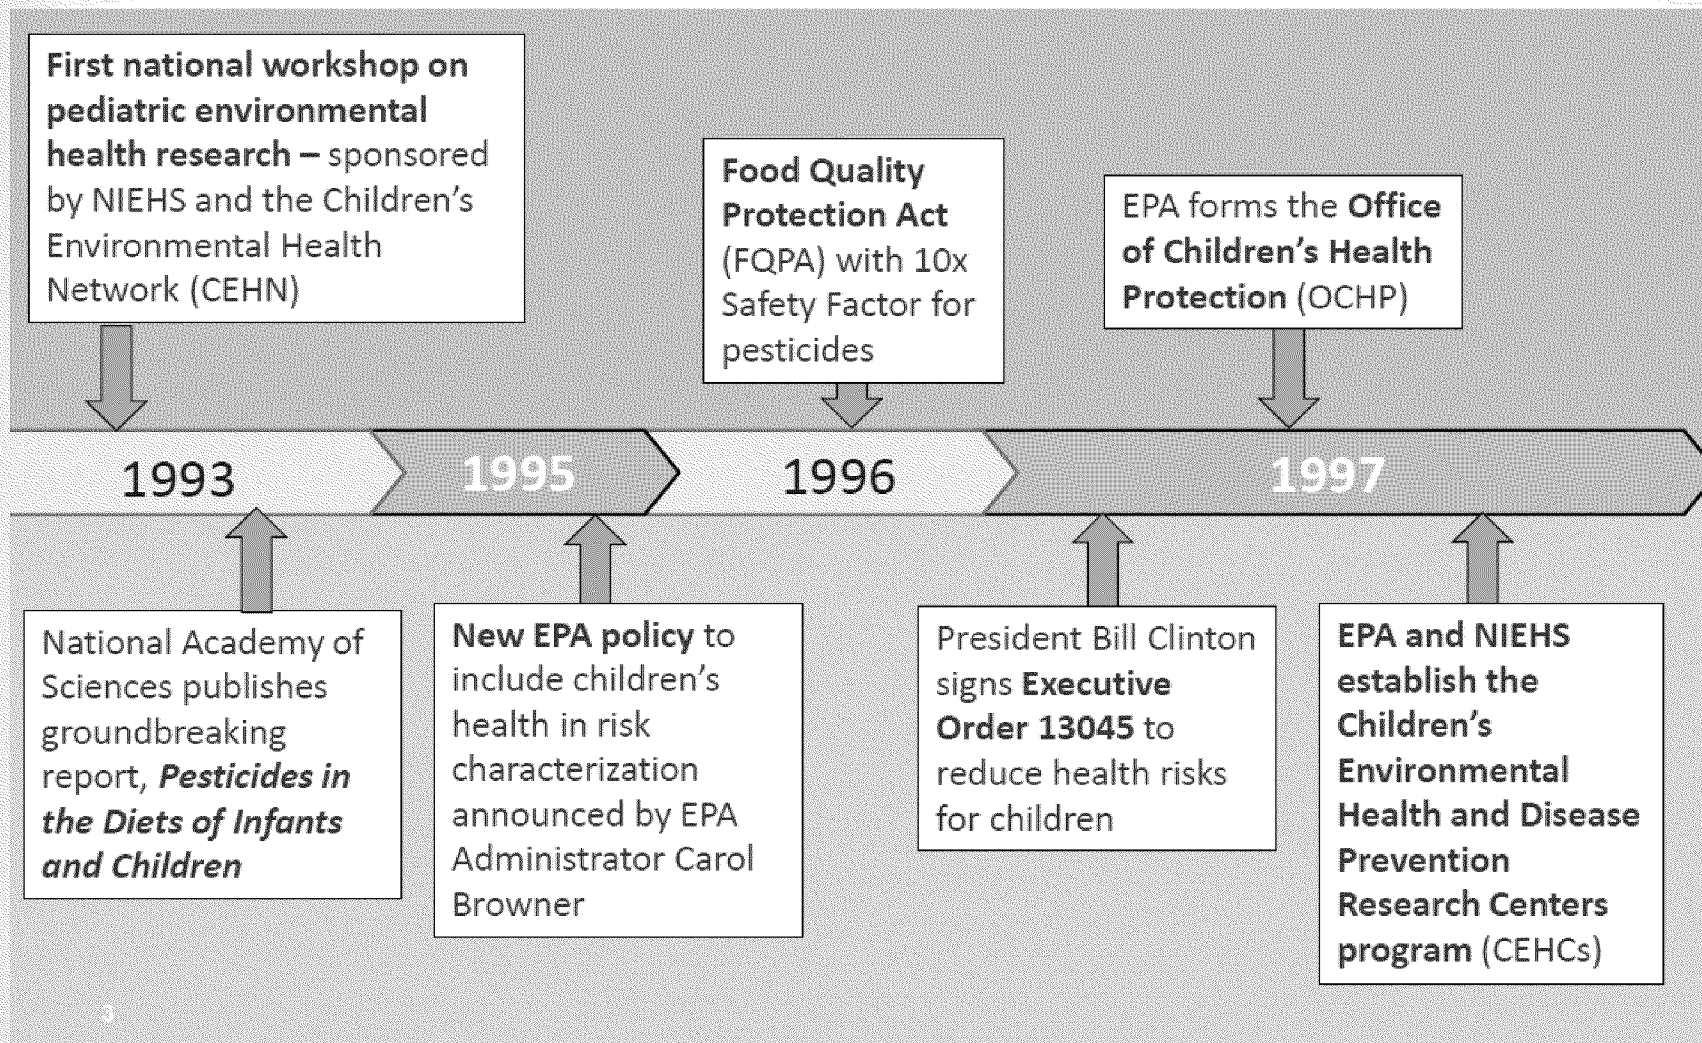 First national workshop on
pediatric environmental
health research – sponsored
by NIEHS and the Children's
Environmental Health
Network (CEHN)
Food Quality
Protection Act
(FQPA) with 10x
Safety Factor for
pesticides
EPA forms the Office
of Children's Health
Protection (OCHP)
1993
1995
1996
1997
National Academy of
Sciences publishes
groundbreaking
report, Pesticides in
the Diets of Infants
and Children
New EPA policy to
include children's
health in risk
characterization
announced by EPA
Administrator Carol
Browner
President Bill Clinton
signs Executive
Order 13045 to
reduce health risks
for children
EPA and NIEHS
establish the
Children's
Environmental
Health and Disease
Prevention
Research Centers
program (CEHCs)
3